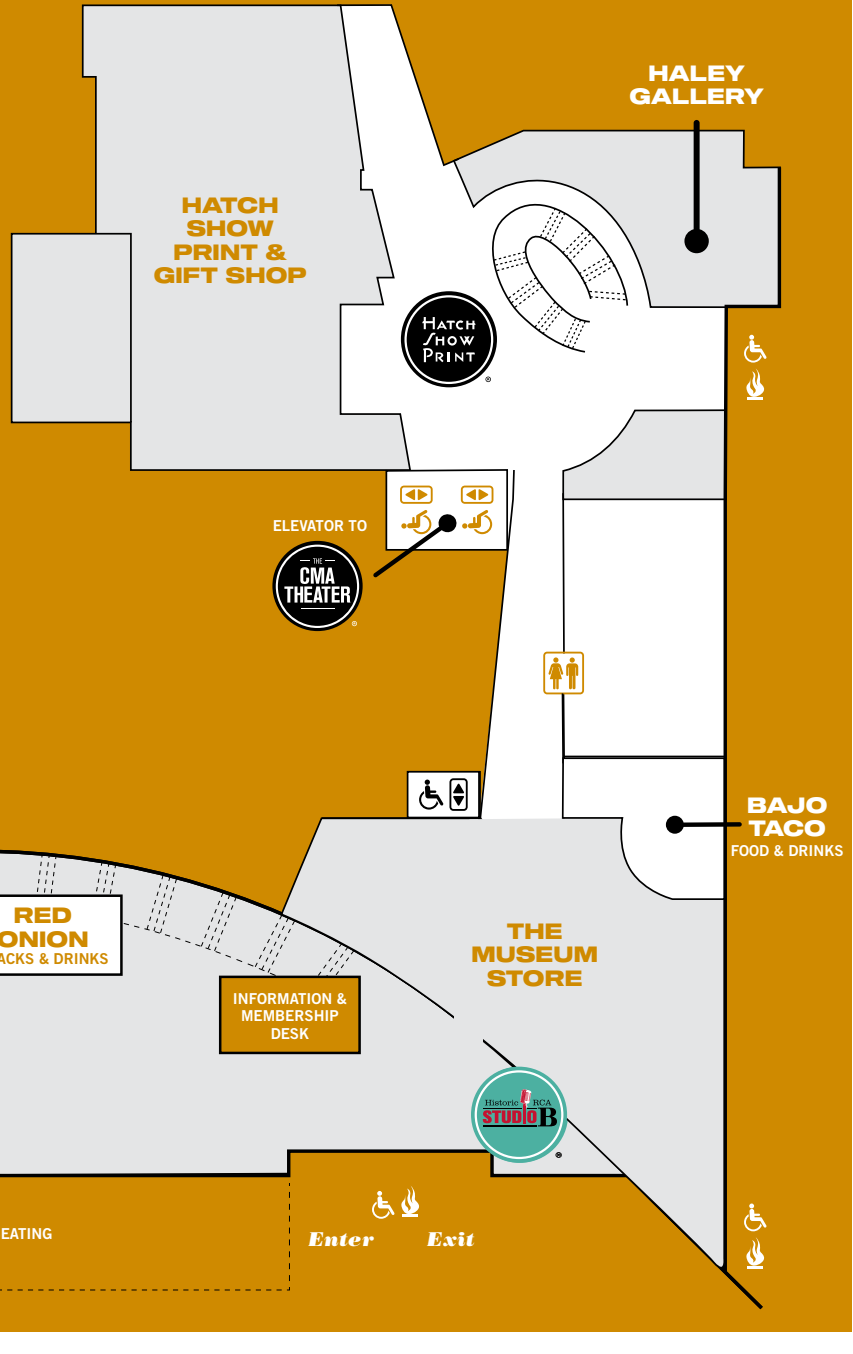 HALEY
GALLERY
HATCH
SHOW
PRINT &
GIFT SHOP
HATCH
SHOW
PRINT
®
ELEVATOR TO
THE
CMA
THEATER
®
BAJO
TACO
FOOD & DRINKS
RED
ONION
ACKS & DRINKS
THE
MUSEUM
STORE
INFORMATION &
MEMBERSHIP
DESK
Historic RCA
STUDIO B
®
EATING
Enter Exit